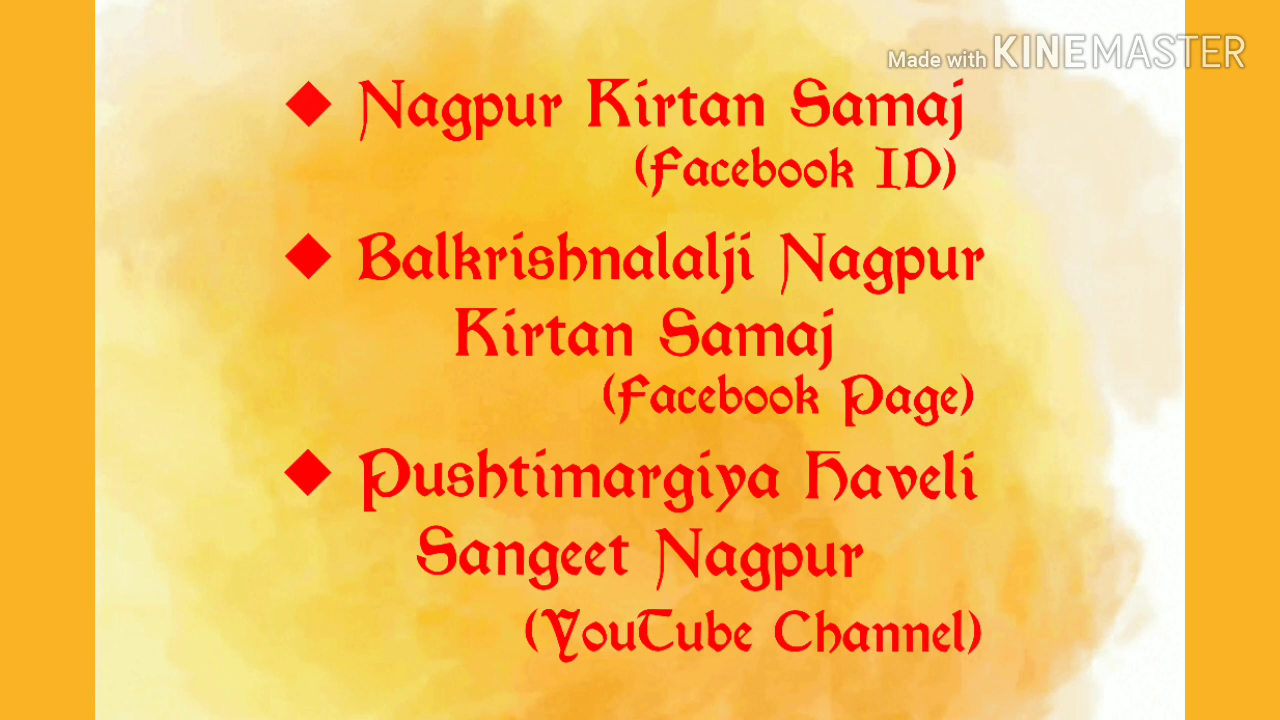 Made with KINEMASTER
◆ Nagpur Kirtan Samaj
(Facebook ID)
◆ Balkrishnalalji Nagpur
Kirtan Samaj
(Facebook Page)
◆ Pushtimargiya Haveli
Sangeet Nagpur
(YouTube Channel)